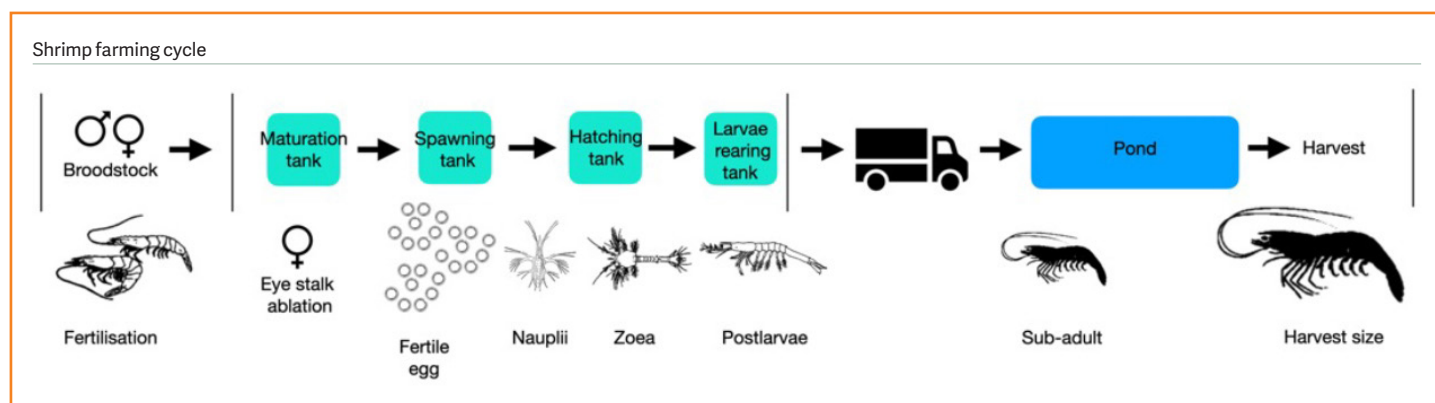 Shrimp farming cycle
Broodstock
Maturation
tank
Spawning
tank
Hatching
tank
Larvae
rearing
tank
Pond
Harvest
Fertilisation
Eye stalk
ablation
Fertile
egg
Nauplii
Zoea
Postlarvae
Sub-adult
Harvest size